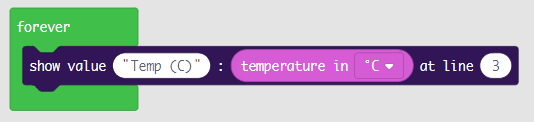 forever
show value "Temp (C)" : temperature in °C at line 3